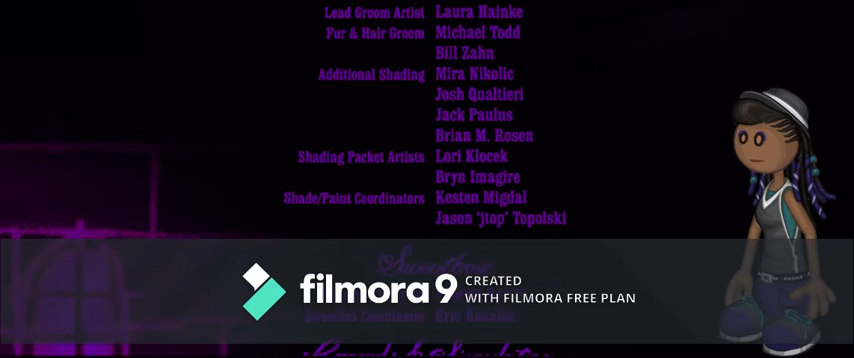 Lead Groom Artist Laura Hainke
Fur & Hair Groom Michael Todd
Bill Zahn
Additional Shading Mira Nikolic
Josh Qualtieri
Jack Paulus
Brian M. Rosen
Shading Packet Artists Lori Klocek
Bryn Imagire
Shade/Paint Coordinators Kesten Migdal
Jason 'jtop' Topolski
filmora9 CREATED
WITH FILMORA FREE PLAN